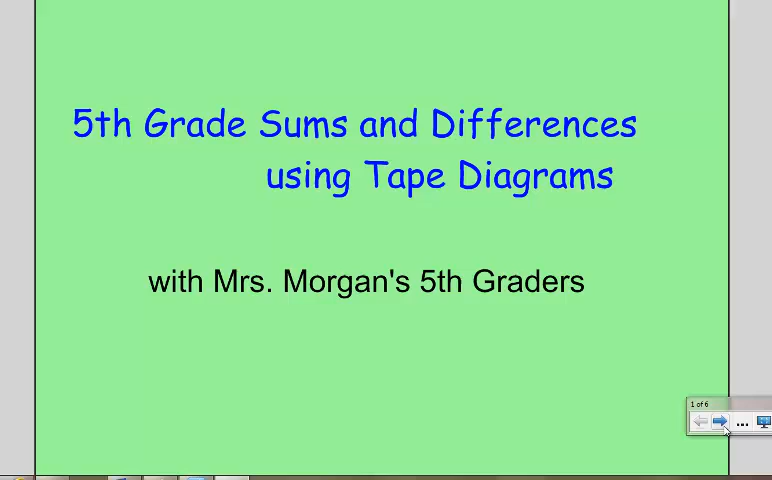 5th Grade Sums and Differences
using Tape Diagrams
with Mrs. Morgan's 5th Graders
1 of 6
...